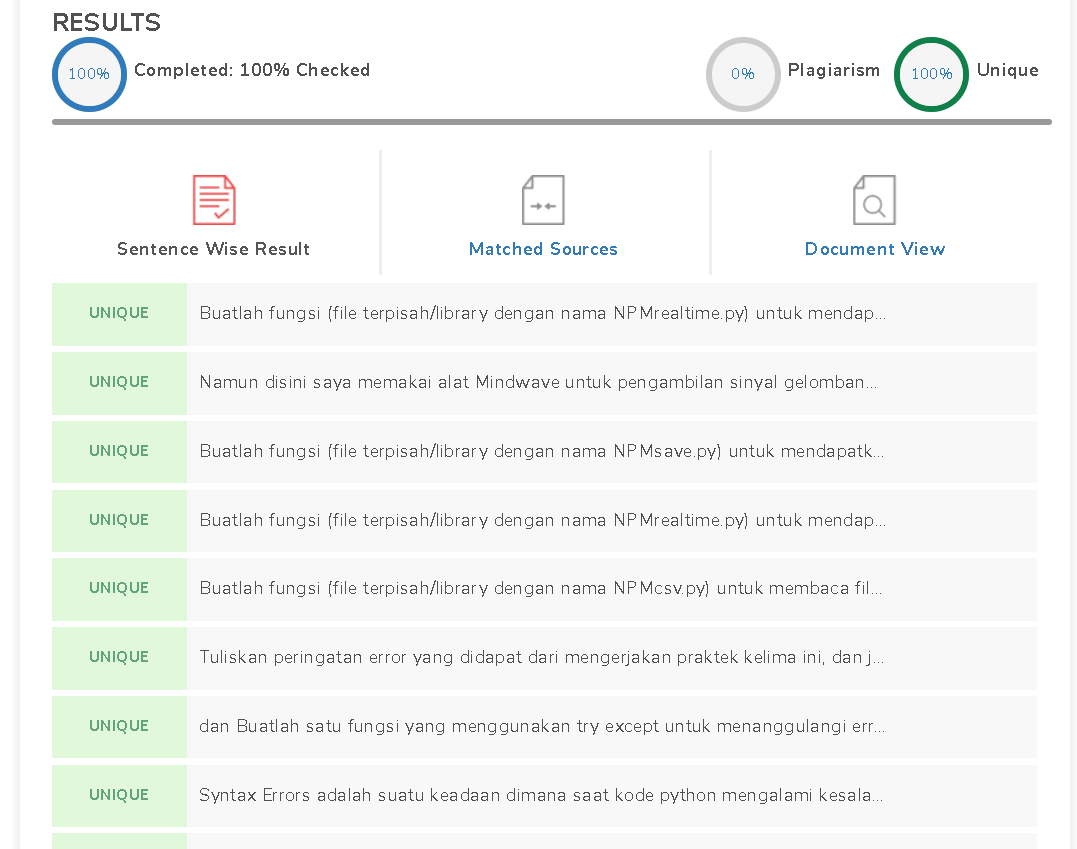 RESULTS
100% Completed: 100% Checked 0% Plagiarism 100% Unique
Sentence Wise Result Matched Sources Document View
UNIQUE Buatlah fungsi (file terpisah/library dengan nama NPMrealtime.py) untuk mendap...
UNIQUE Namun disini saya memakai alat Mindwave untuk pengambilan sinyal gelomban...
UNIQUE Buatlah fungsi (file terpisah/library dengan nama NPMsave.py) untuk mendapatk...
UNIQUE Buatlah fungsi (file terpisah/library dengan nama NPMrealtime.py) untuk mendap...
UNIQUE Buatlah fungsi (file terpisah/library dengan nama NPMcsv.py) untuk membaca fil...
UNIQUE Tuliskan peringatan error yang didapat dari mengerjakan praktek kelima ini, dan j...
UNIQUE dan Buatlah satu fungsi yang menggunakan try except untuk menanggulangi err...
UNIQUE Syntax Errors adalah suatu keadaan dimana saat kode python mengalami kesala...